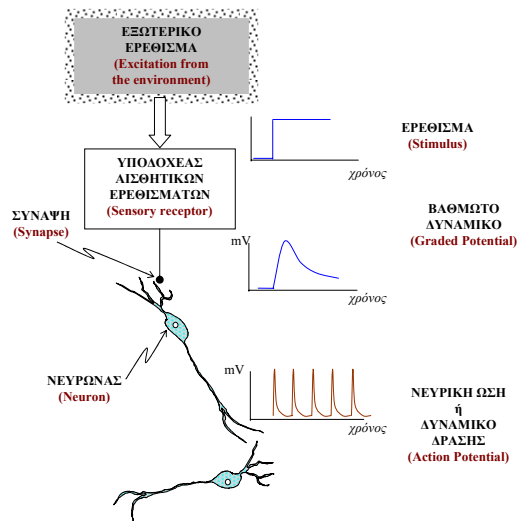 ΕΞΩΤΕΡΙΚΟ
ΕΡΕΘΙΣΜΑ
(Excitation from
the environment)
ΥΠΟΔΟΧΕΑΣ
ΑΙΣΘΗΤΙΚΩΝ
ΕΡΕΘΙΣΜΑΤΩΝ
(Sensory receptor)
ΕΡΕΘΙΣΜΑ
(Stimulus)
χρόνος
ΣΥΝΑΨΗ
(Synapse)
mV
χρόνος
ΒΑΘΜΩΤΟ
ΔΥΝΑΜΙΚΟ
(Graded Potential)
ΝΕΥΡΩΝΑΣ
(Neuron)
mV
χρόνος
ΝΕΥΡΙΚΗ ΩΣΗ
ή
ΔΥΝΑΜΙΚΟ
ΔΡΑΣΗΣ
(Action Potential)